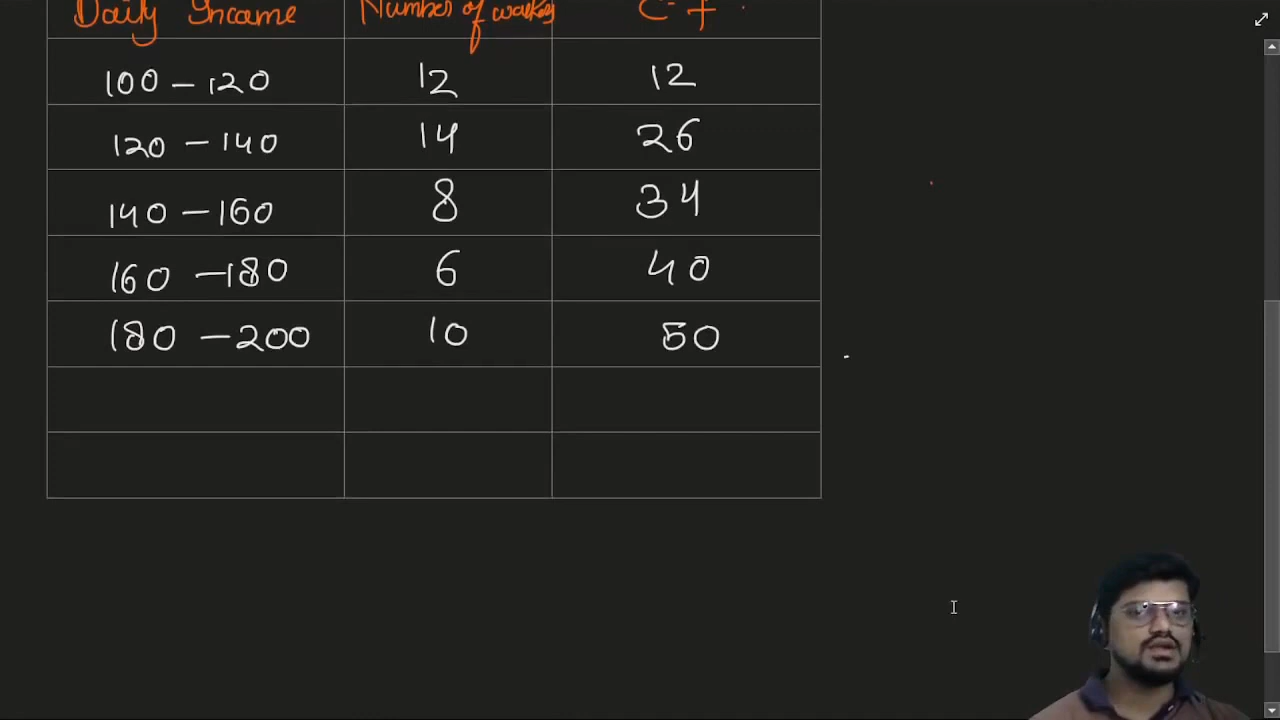 Daily Income Number of workers C.f.
100 – 120 12 12
120 – 140 14 26
140 – 160 8 34
160 – 180 6 40
180 – 200 10 50